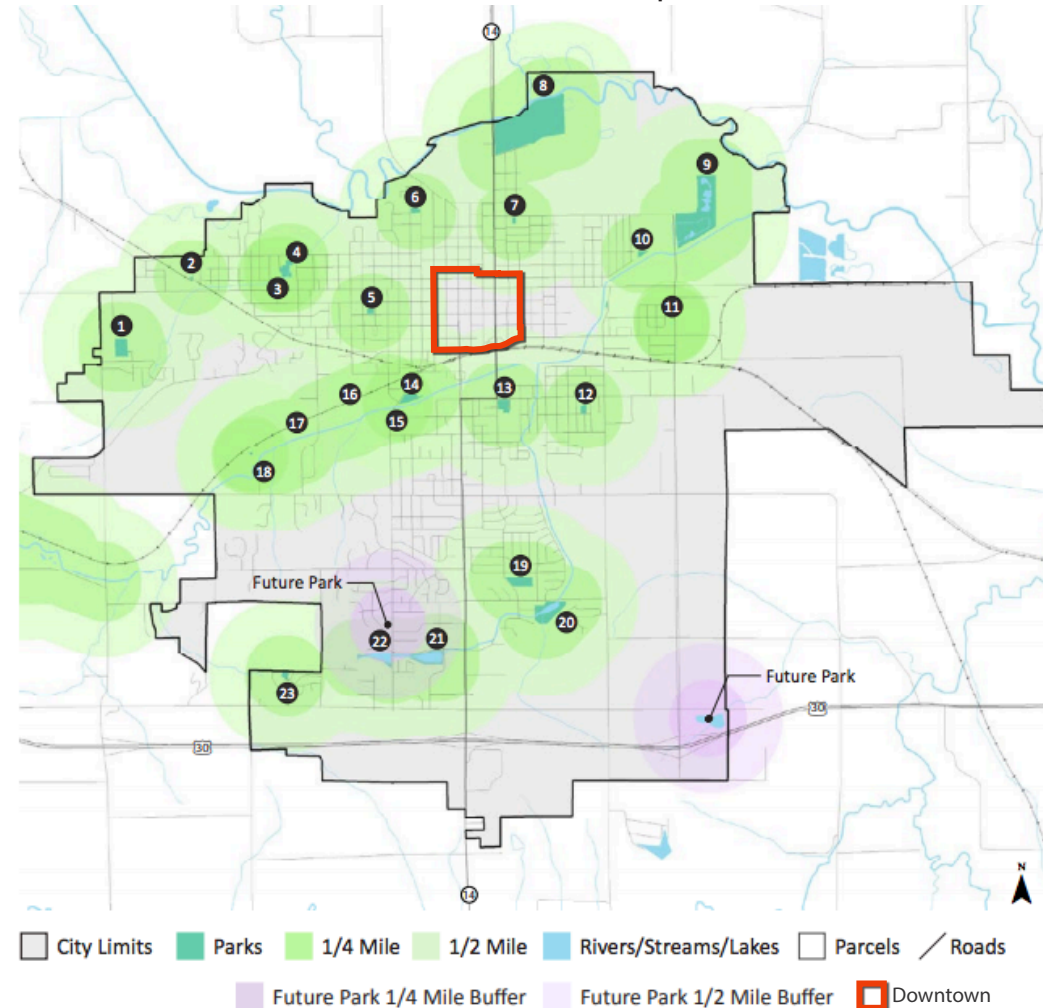 14
8
9
6
7
10
4
2
3
5
11
1
14
13
12
16
15
17
18
19
Future Park
20
22
21
Future Park
23
30
30
14
N
City Limits
Parks
1/4 Mile
1/2 Mile
Rivers/Streams/Lakes
Parcels
Roads
Future Park 1/4 Mile Buffer
Future Park 1/2 Mile Buffer
Downtown